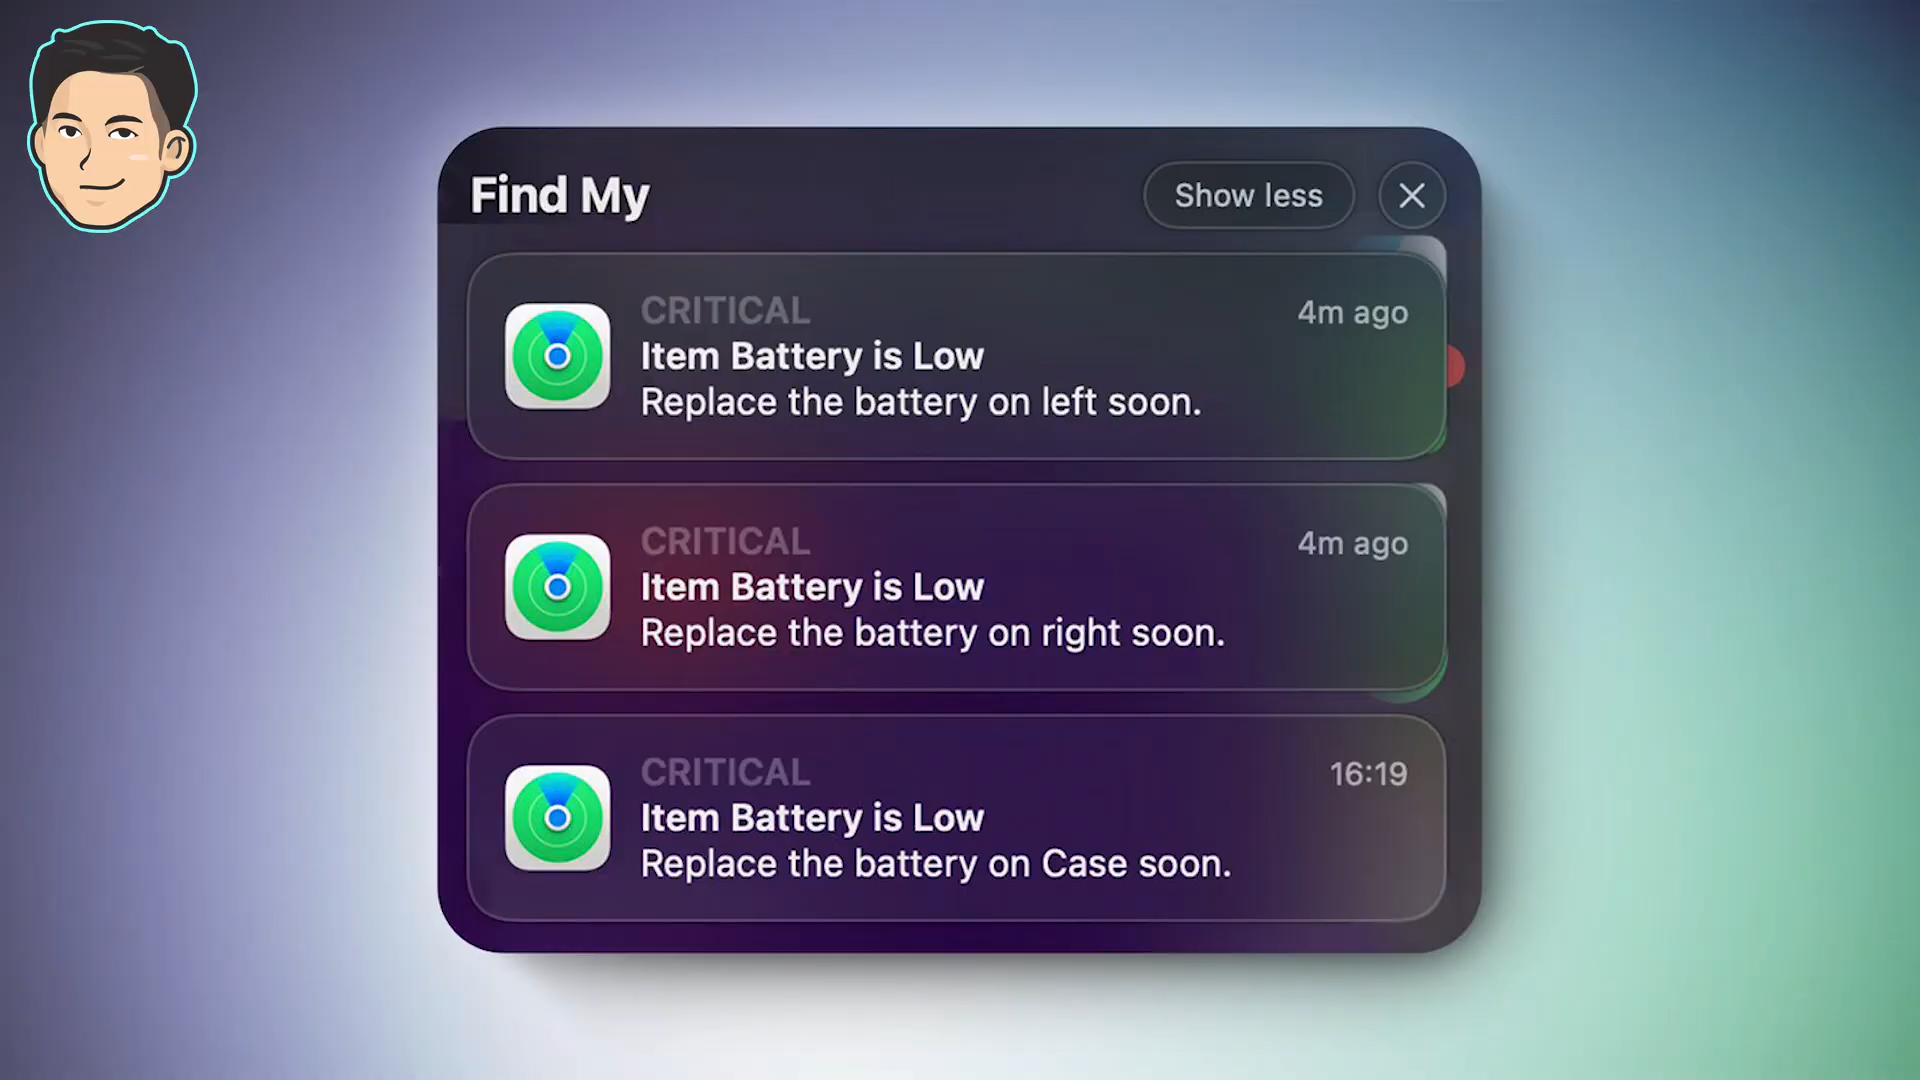 Find My
Show less
CRITICAL
4m ago
Item Battery is Low
Replace the battery on left soon.
CRITICAL
4m ago
Item Battery is Low
Replace the battery on right soon.
CRITICAL
16:19
Item Battery is Low
Replace the battery on Case soon.